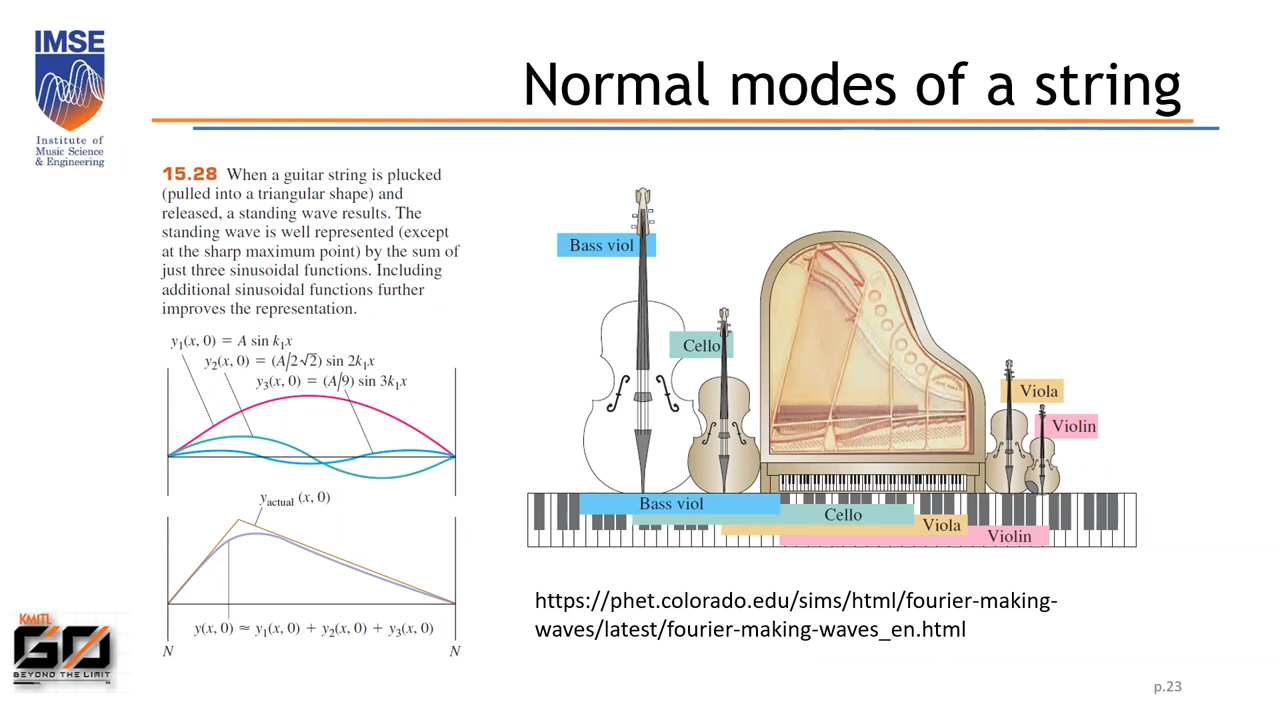 IMSE
Institute of
Music Science
& Engineering
Normal modes of a string
15.28 When a guitar string is plucked
(pulled into a triangular shape) and
released, a standing wave results. The
standing wave is well represented (except
at the sharp maximum point) by the sum of
just three sinusoidal functions. Including
additional sinusoidal functions further
improves the representation.
y₁(x, 0) = A sin k₁x
y₂(x, 0) = (A/2√2) sin 2k₁x
y₃(x, 0) = (A/9) sin 3k₁x
y_actual (x, 0)
y(x, 0) ≈ y₁(x, 0) + y₂(x, 0) + y₃(x, 0)
N N
Bass viol
Cello
Viola
Violin
Bass viol
Cello
Viola
Violin
https://phet.colorado.edu/sims/html/fourier-making-
waves/latest/fourier-making-waves_en.html
KMITL
GO
BEYOND THE LIMIT
p.23